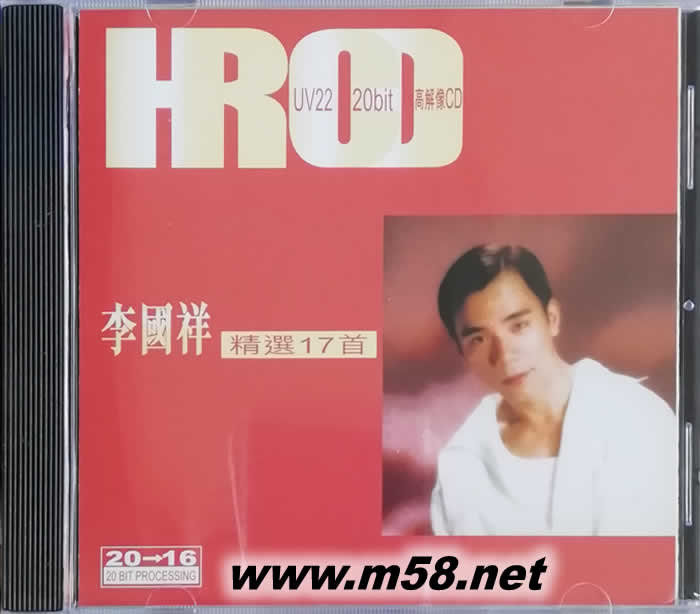 HRCD
UV22 20bit 高解像CD
李國祥
精選17首
20→16
20 BIT PROCESSING
www.m58.net